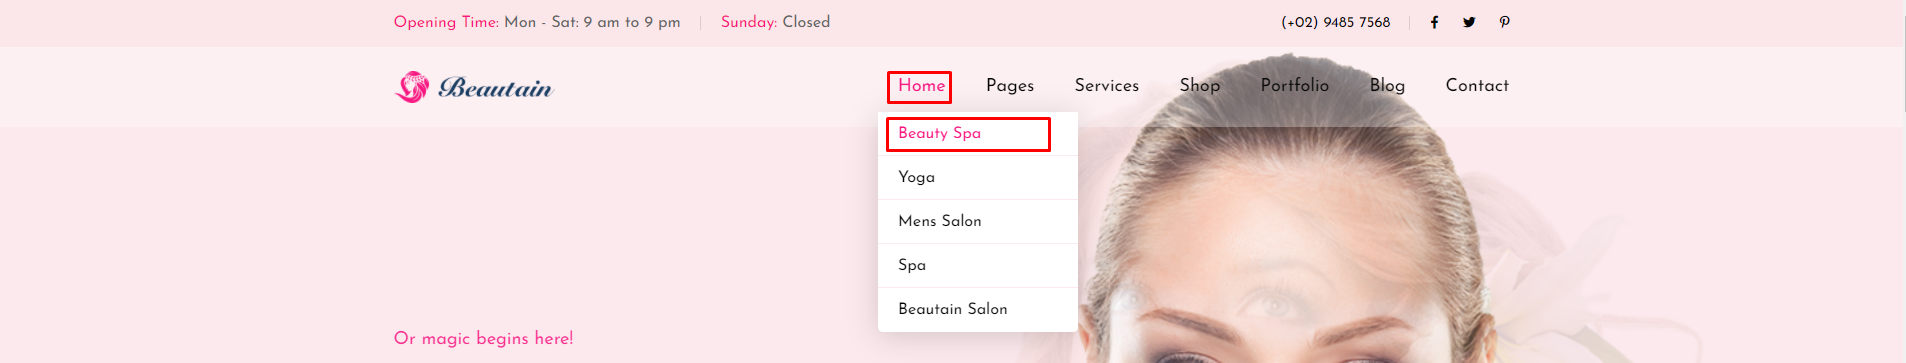 Opening Time: Mon - Sat: 9 am to 9 pm
Sunday: Closed
(+02) 9485 7568
Beautain
Home
Pages
Services
Shop
Portfolio
Blog
Contact
Beauty Spa
Yoga
Mens Salon
Spa
Beautain Salon
Or magic begins here!